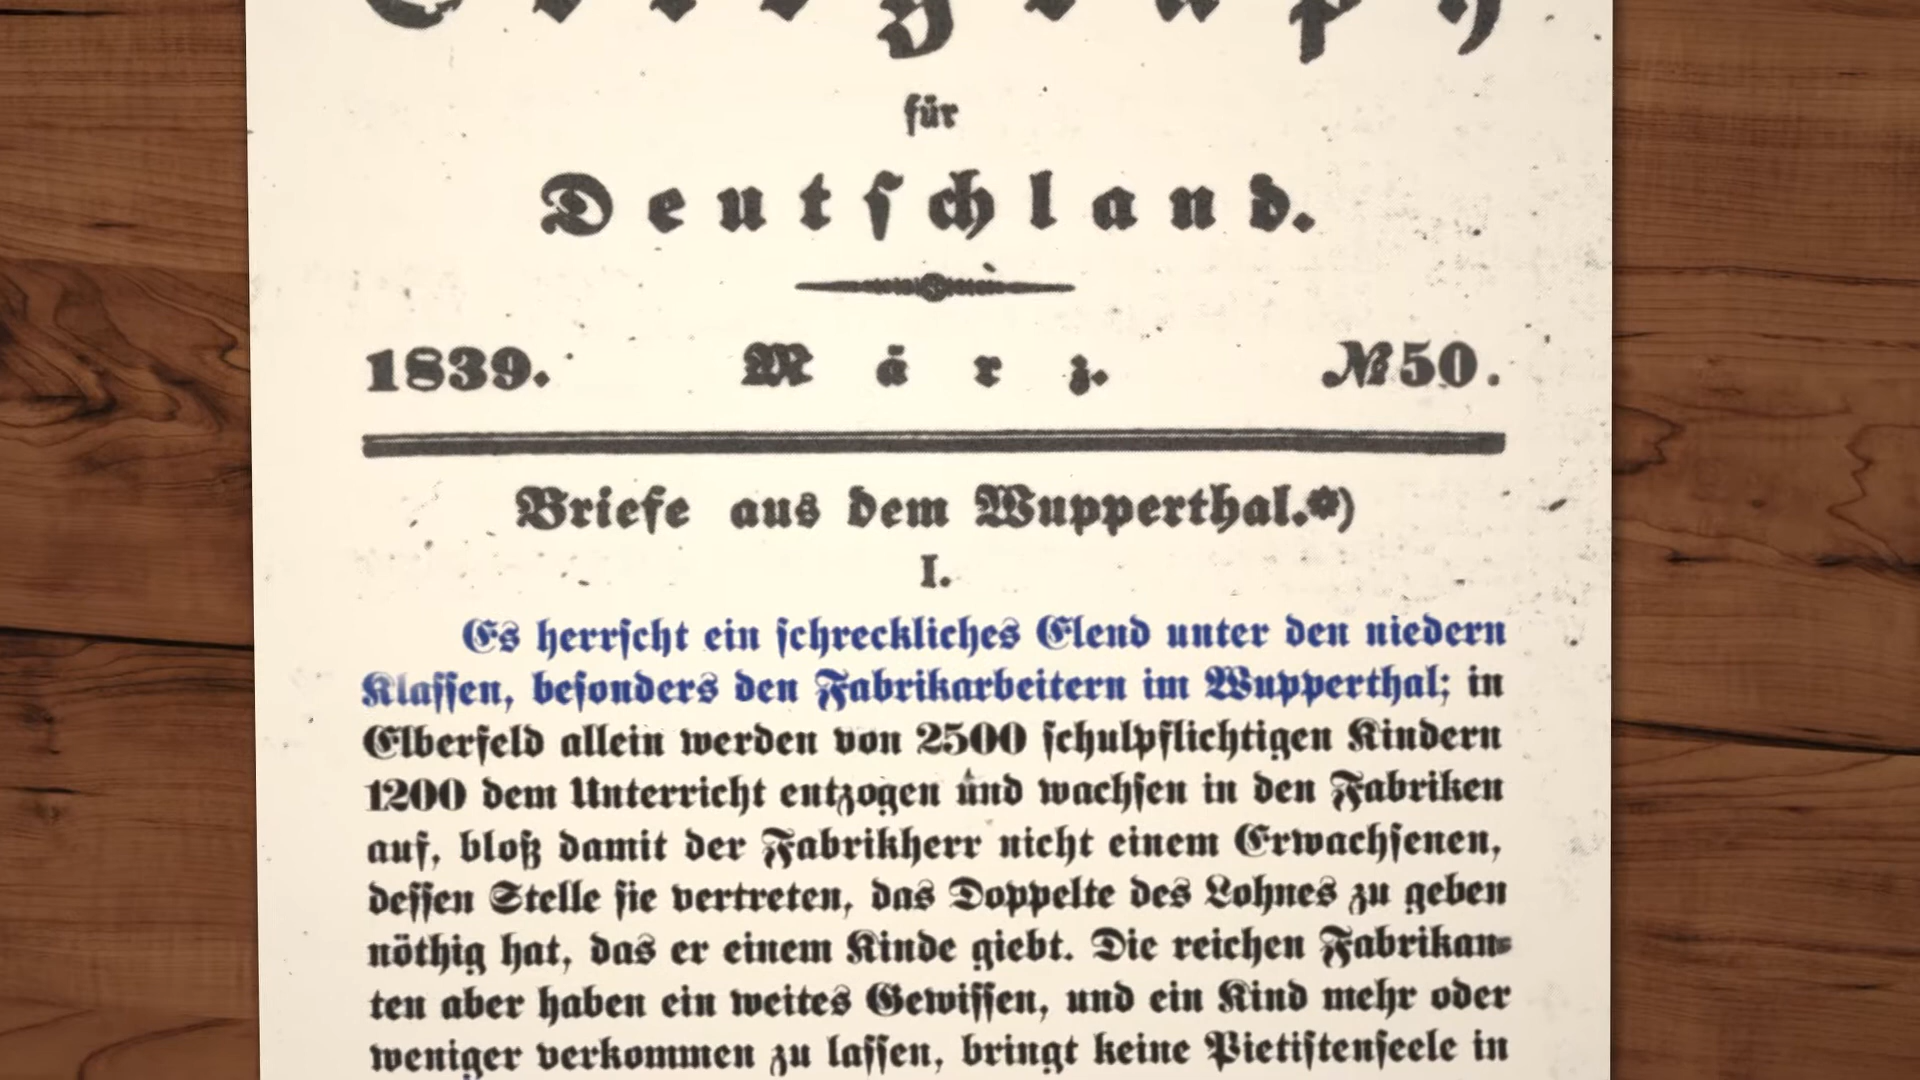 für
Deutschland.
1839. März. № 50.
Briefe aus dem Wupperthal.*)
I.
Es herrscht ein schreckliches Elend unter den niedern
Klassen, besonders den Fabrikarbeitern im Wupperthal; in
Elberfeld allein werden von 2500 schulpflichtigen Kindern
1200 dem Unterricht entzogen und wachsen in den Fabriken
auf, bloß damit der Fabrikherr nicht einem Erwachsenen,
dessen Stelle sie vertreten, das Doppelte des Lohnes zu geben
nöthig hat, das er einem Kinde giebt. Die reichen Fabrikan-
ten aber haben ein weites Gewissen, und ein Kind mehr oder
weniger verkommen zu lassen, bringt keine Pietistenseele in